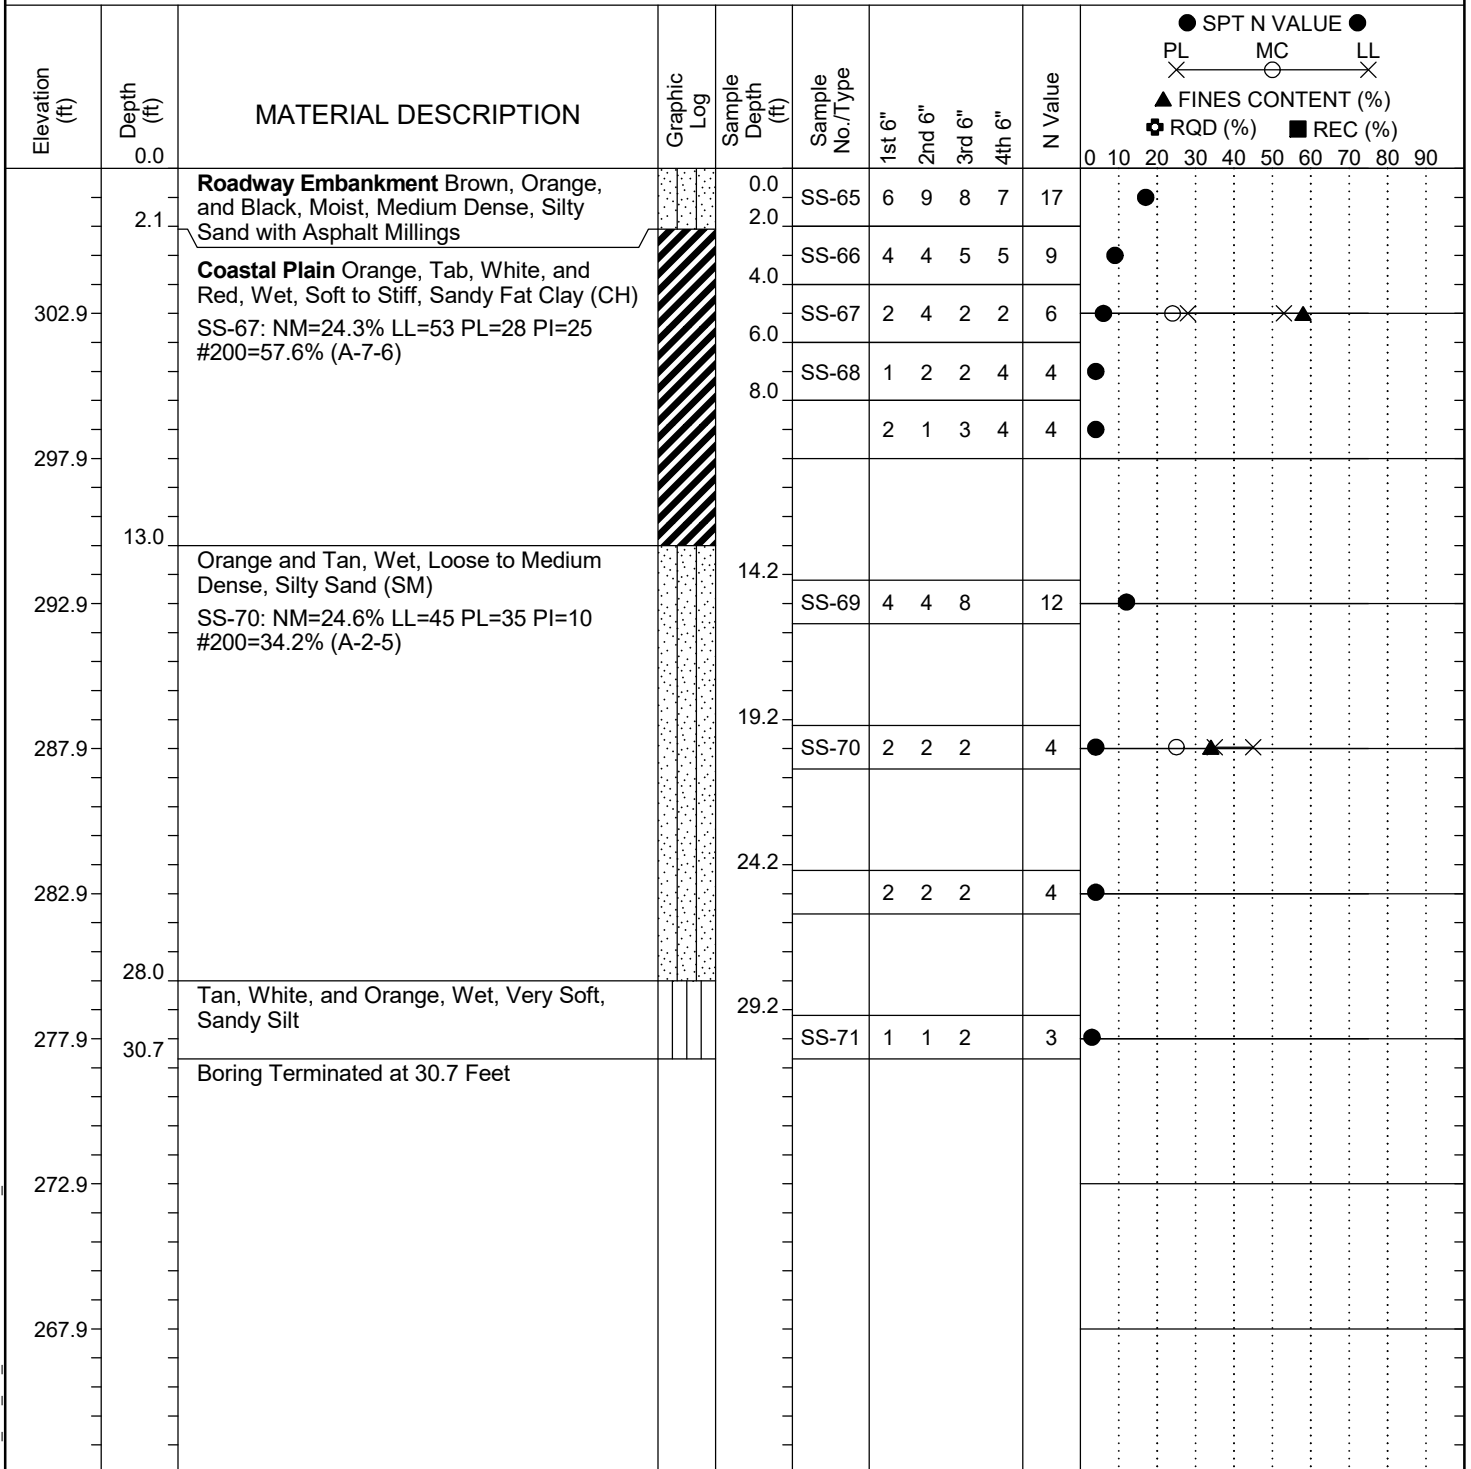 ● SPT N VALUE ●
PL MC LL
▲ FINES CONTENT (%)
RQD (%) ■ REC (%)
Elevation (ft) Depth (ft) MATERIAL DESCRIPTION Graphic Log Sample Depth (ft) Sample No./Type 1st 6" 2nd 6" 3rd 6" 4th 6" N Value
0.0 0 10 20 30 40 50 60 70 80 90
Roadway Embankment Brown, Orange,
and Black, Moist, Medium Dense, Silty
Sand with Asphalt Millings
2.1
0.0 SS-65 6 9 8 7 17
2.0
Coastal Plain Orange, Tab, White, and
Red, Wet, Soft to Stiff, Sandy Fat Clay (CH)
SS-67: NM=24.3% LL=53 PL=28 PI=25
#200=57.6% (A-7-6)
SS-66 4 4 5 5 9
4.0
302.9 SS-67 2 4 2 2 6
6.0
SS-68 1 2 2 4 4
8.0
2 1 3 4 4
297.9
13.0
Orange and Tan, Wet, Loose to Medium
Dense, Silty Sand (SM)
SS-70: NM=24.6% LL=45 PL=35 PI=10
#200=34.2% (A-2-5)
14.2
292.9 SS-69 4 4 8 12
19.2
287.9 SS-70 2 2 2 4
24.2
282.9 2 2 2 4
28.0
Tan, White, and Orange, Wet, Very Soft,
Sandy Silt
29.2
277.9 SS-71 1 1 2 3
30.7
Boring Terminated at 30.7 Feet
272.9
267.9